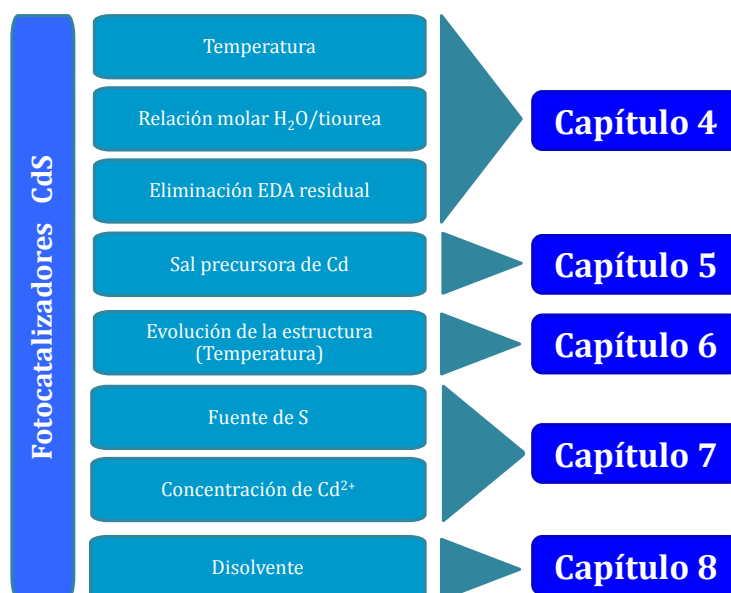 Fotocatalizadores CdS
Temperatura
Relación molar H₂O/tiourea
Eliminación EDA residual
Capítulo 4
Sal precursora de Cd
Capítulo 5
Evolución de la estructura
(Temperatura)
Capítulo 6
Fuente de S
Concentración de Cd²⁺
Capítulo 7
Disolvente
Capítulo 8